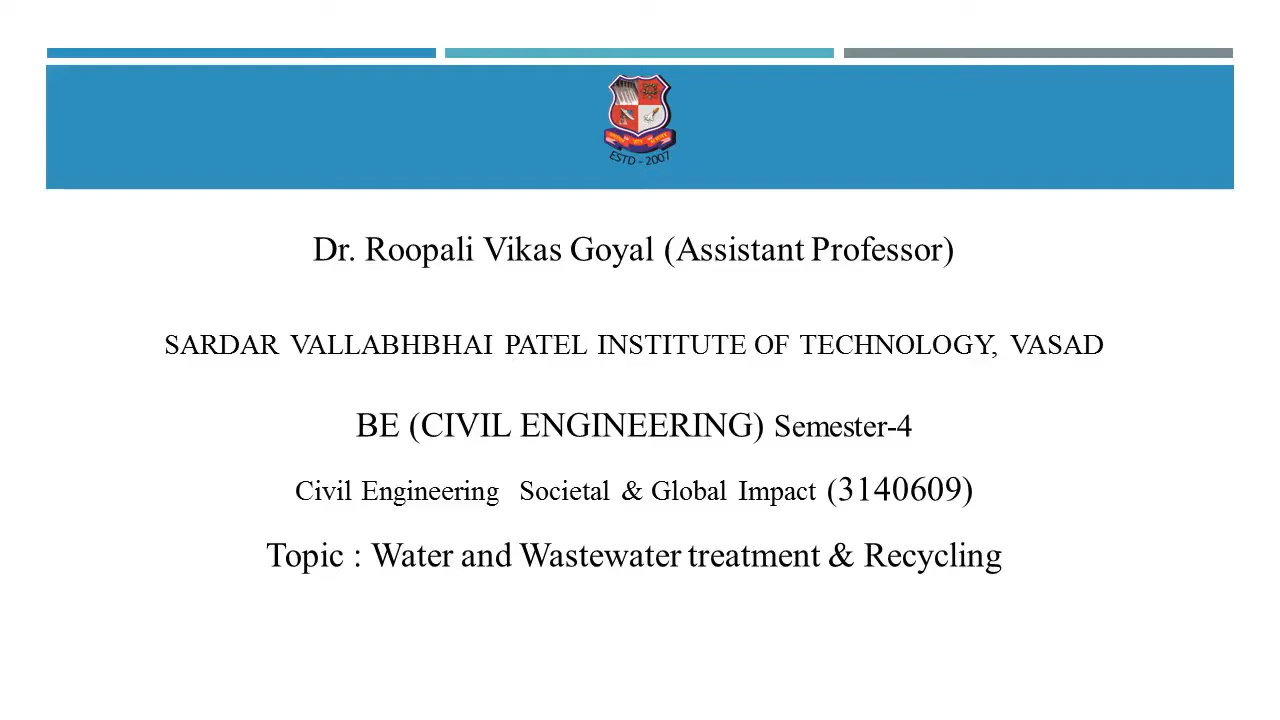 ESTD - 2007
Dr. Roopali Vikas Goyal (Assistant Professor)
SARDAR VALLABHBHAI PATEL INSTITUTE OF TECHNOLOGY, VASAD
BE (CIVIL ENGINEERING) Semester-4
Civil Engineering Societal & Global Impact (3140609)
Topic : Water and Wastewater treatment & Recycling